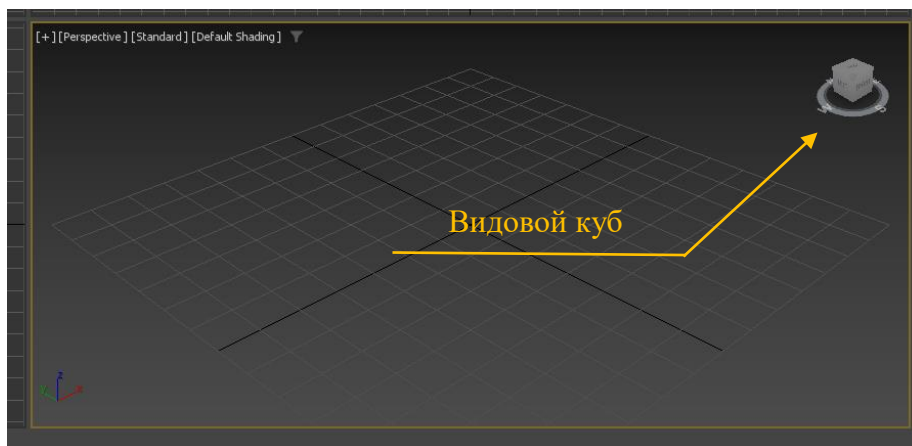 [+] [Perspective] [Standard] [Default Shading]
Видовой куб
z
x